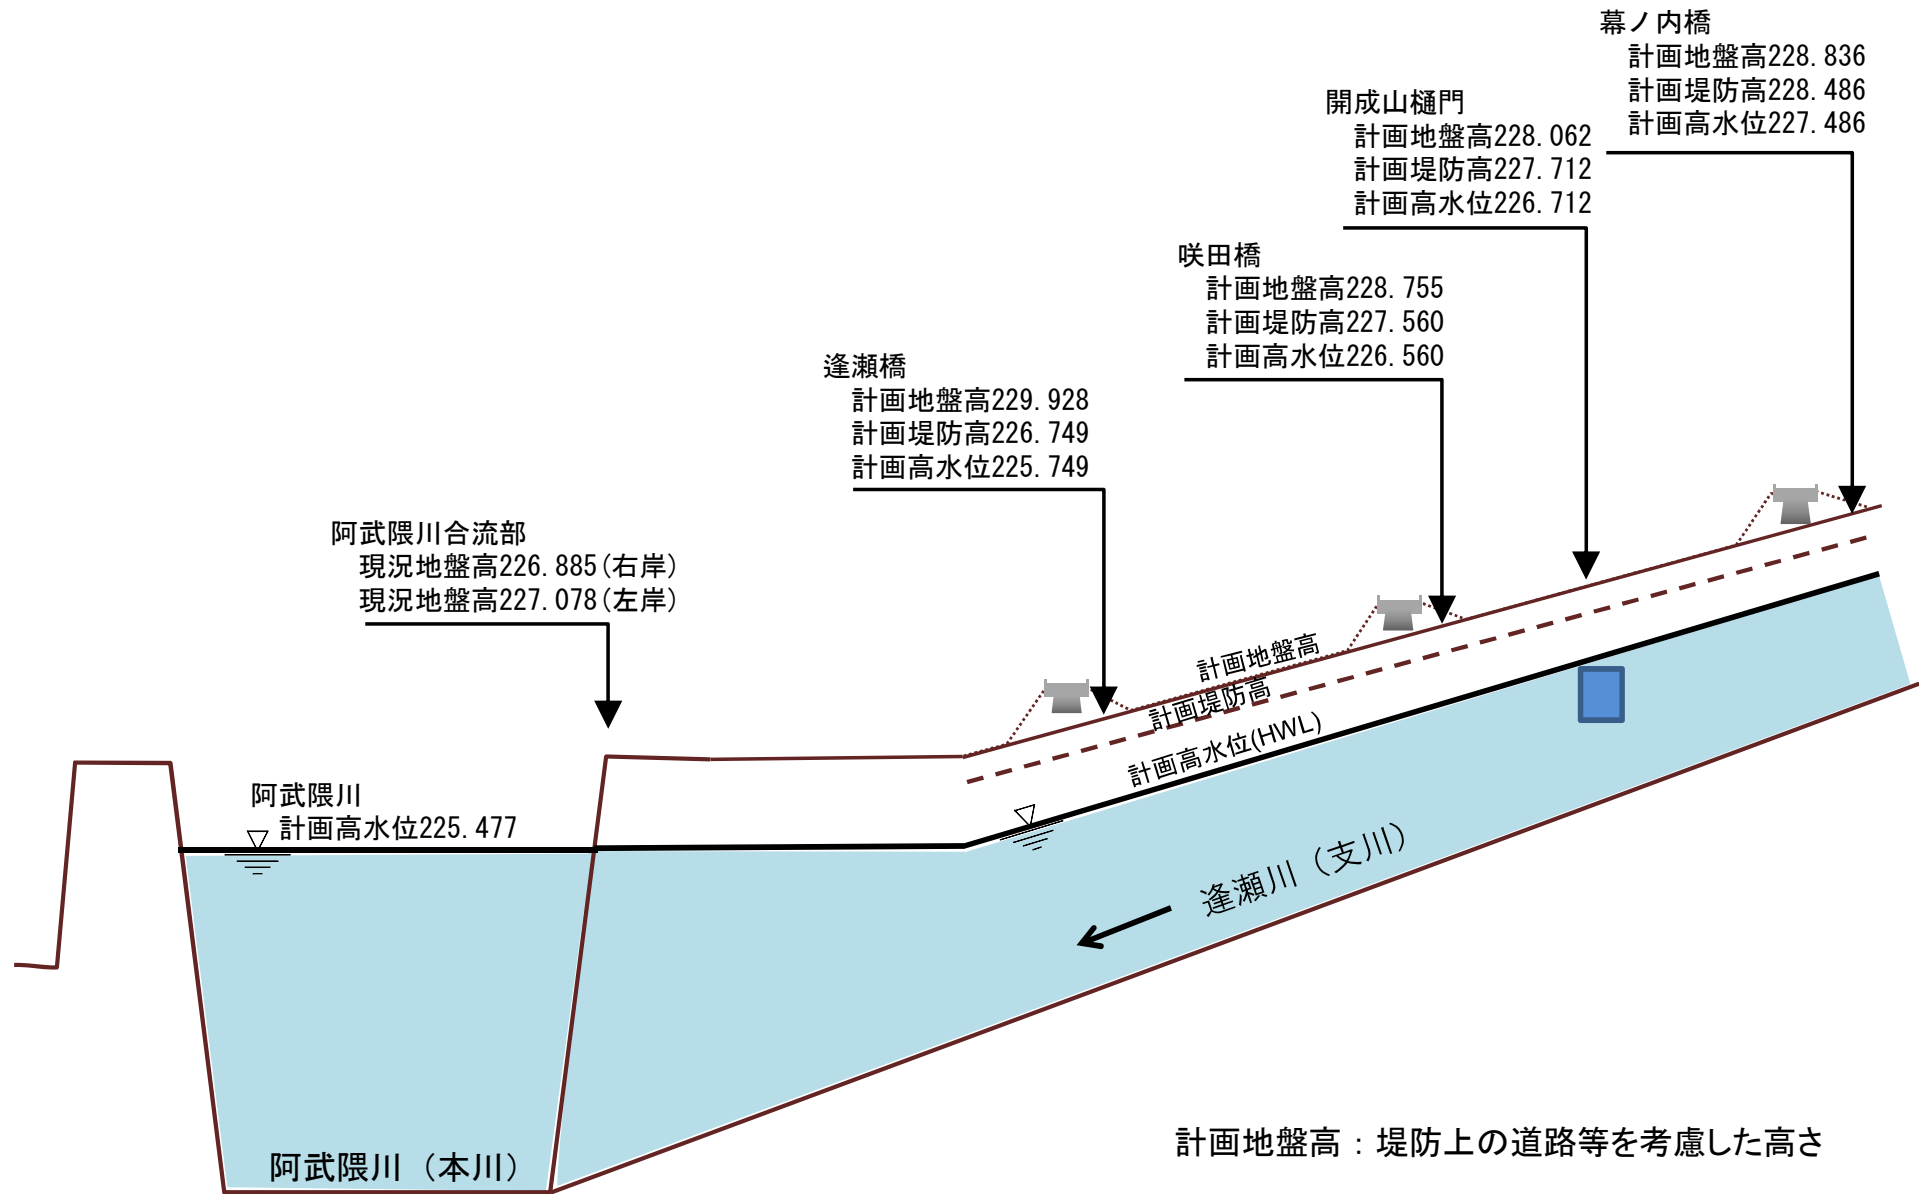 幕ノ内橋
計画地盤高228.836
計画堤防高228.486
計画高水位227.486
開成山樋門
計画地盤高228.062
計画堤防高227.712
計画高水位226.712
咲田橋
計画地盤高228.755
計画堤防高227.560
計画高水位226.560
逢瀬橋
計画地盤高229.928
計画堤防高226.749
計画高水位225.749
阿武隈川合流部
現況地盤高226.885(右岸)
現況地盤高227.078(左岸)
計画地盤高
計画堤防高
計画高水位(HWL)
阿武隈川
計画高水位225.477
逢瀬川（支川）
阿武隈川（本川）
計画地盤高：堤防上の道路等を考慮した高さ